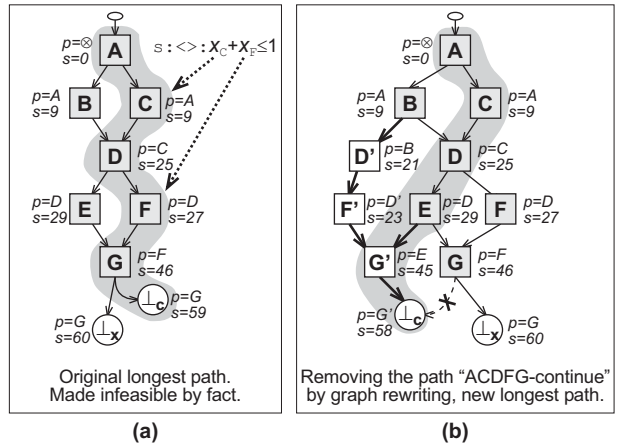 p=⊗
s=0
A
s:<>:x_C+x_F≤1
p=A
s=9
B
C
p=A
s=9
D
p=C
s=25
p=D
s=29
E
F
p=D
s=27
G
p=F
s=46
⊥c
p=G
s=59
p=G
s=60
⊥x
Original longest path.
Made infeasible by fact.
(a)
p=⊗
s=0
A
p=A
s=9
B
C
p=A
s=9
D'
p=B
s=21
D
p=C
s=25
F'
p=D'
s=23
E
p=D
s=29
F
p=D
s=27
G'
p=E
s=45
G
p=F
s=46
p=G'
s=58
⊥c
x
⊥x
p=G
s=60
Removing the path “ACDFG-continue”
by graph rewriting, new longest path.
(b)